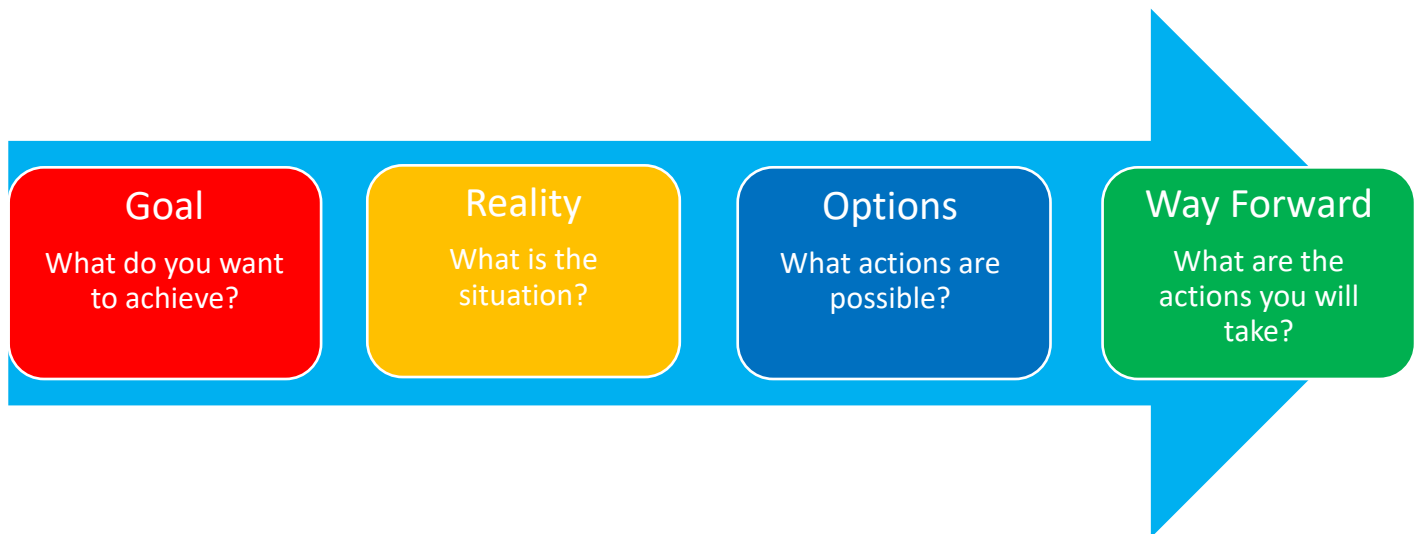 Goal
What do you want
to achieve?
Reality
What is the
situation?
Options
What actions are
possible?
Way Forward
What are the
actions you will
take?